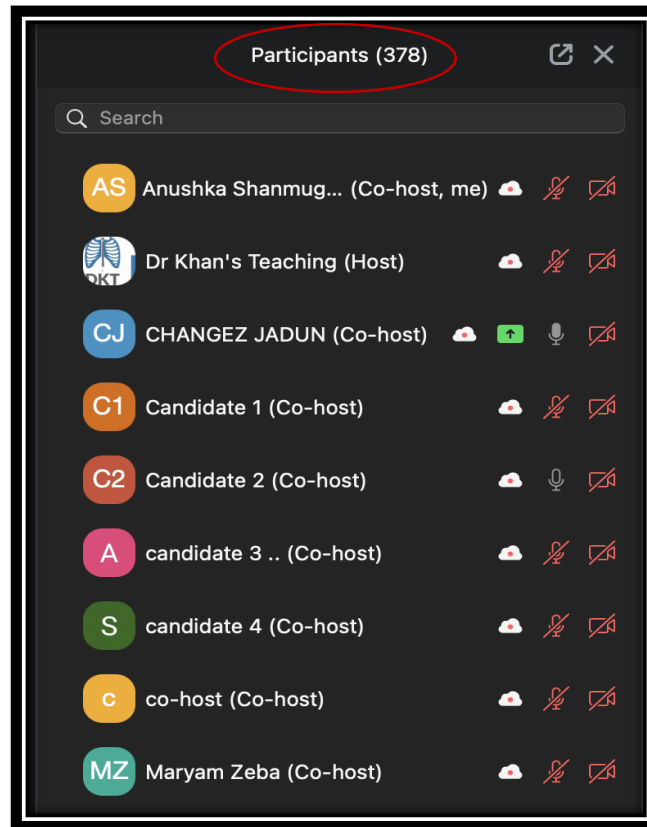 Participants (378)
Search
AS Anushka Shanmug... (Co-host, me)
DKT Dr Khan's Teaching (Host)
CJ CHANGEZ JADUN (Co-host)
C1 Candidate 1 (Co-host)
C2 Candidate 2 (Co-host)
A candidate 3 .. (Co-host)
S candidate 4 (Co-host)
c co-host (Co-host)
MZ Maryam Zeba (Co-host)